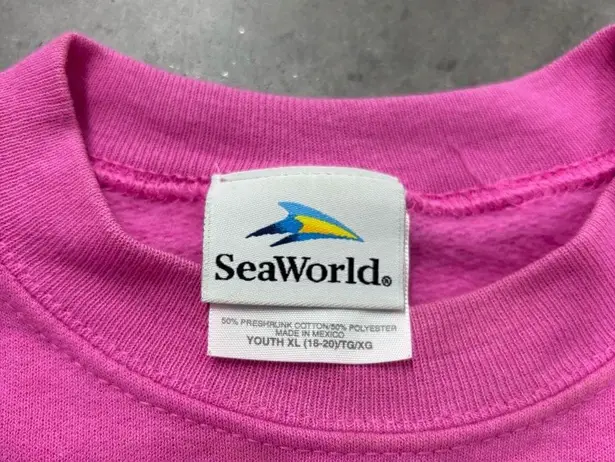 SeaWorld®
50% PRESHRUNK COTTON/50% POLYESTER
MADE IN MEXICO
YOUTH XL (18-20)/TG/XG